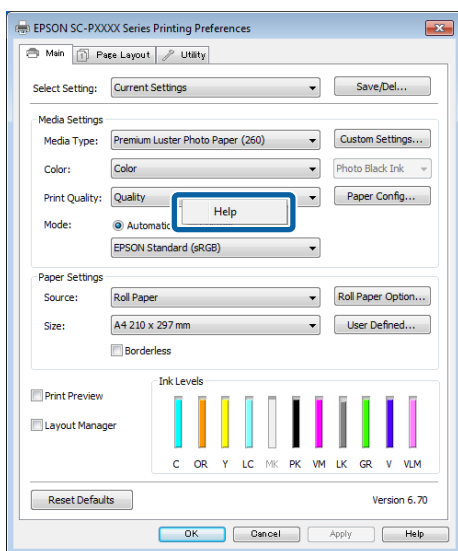 EPSON SC-PXXXX Series Printing Preferences
Main Page Layout Utility
Select Setting: Current Settings Save/Del...
Media Settings
Media Type: Premium Luster Photo Paper (260) Custom Settings...
Color: Color Photo Black Ink
Print Quality: Quality Paper Config...
Help
Mode: Automatic
EPSON Standard (sRGB)
Paper Settings
Source: Roll Paper Roll Paper Option...
Size: A4 210 x 297 mm User Defined...
Borderless
Ink Levels
Print Preview
Layout Manager
C OR Y LC MK PK VM LK GR V VLM
Reset Defaults Version 6.70
OK Cancel Apply Help